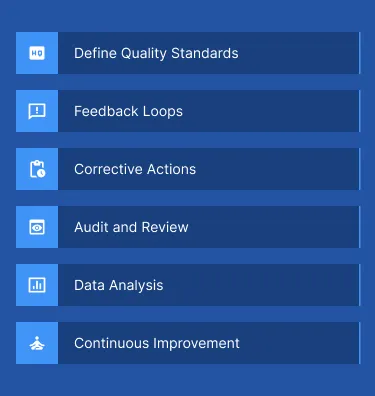 HQ
Define Quality Standards
Feedback Loops
Corrective Actions
Audit and Review
Data Analysis
Continuous Improvement